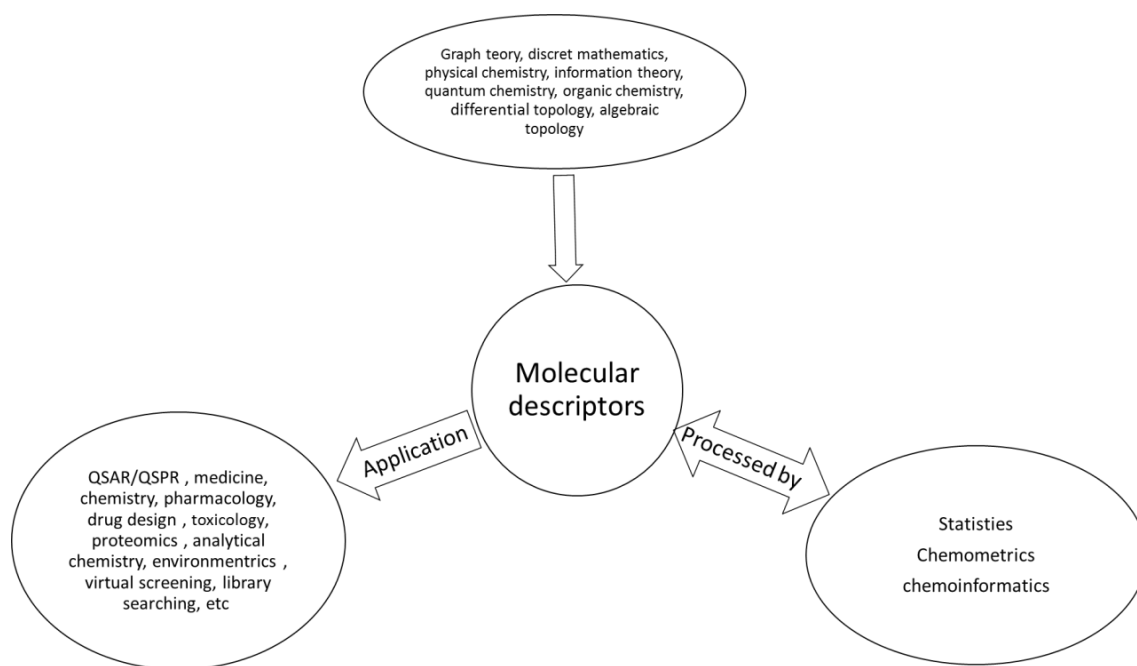 Graph teory, discret mathematics,
physical chemistry, information theory,
quantum chemistry, organic chemistry,
differential topology, algebraic
topology
Molecular
descriptors
Application
Processed by
QSAR/QSPR , medicine,
chemistry, pharmacology,
drug design , toxicology,
proteomics , analytical
chemistry, environmentrics ,
virtual screening, library
searching, etc
Statisties
Chemometrics
chemoinformatics